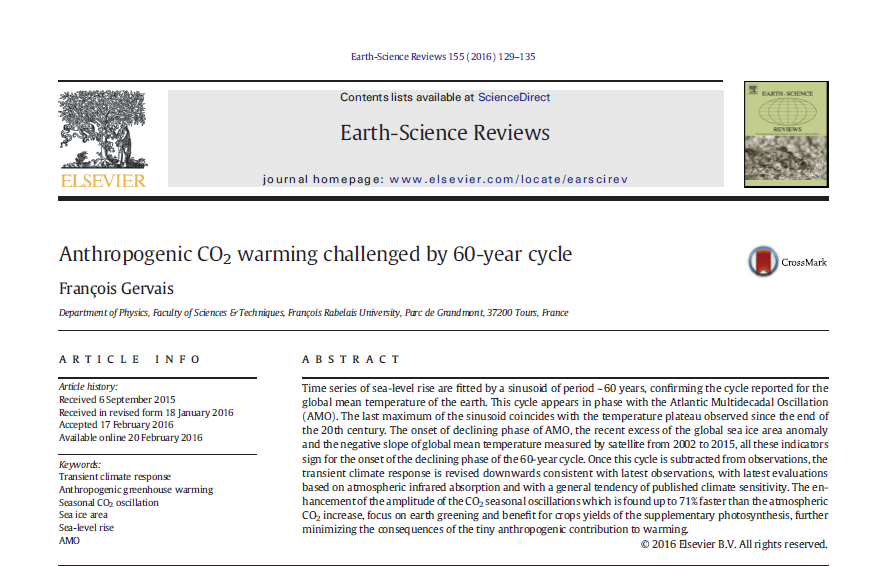 Earth-Science Reviews 155 (2016) 129–135
Contents lists available at ScienceDirect
Earth-Science Reviews
journal homepage: www.elsevier.com/locate/earscirev
ELSEVIER
EARTH-SCIENCE
REVIEWS
Anthropogenic CO₂ warming challenged by 60-year cycle
CrossMark
François Gervais
Department of Physics, Faculty of Sciences & Techniques, François Rabelais University, Parc de Grandmont, 37200 Tours, France
ARTICLE INFO
Article history:
Received 6 September 2015
Received in revised form 18 January 2016
Accepted 17 February 2016
Available online 20 February 2016
Keywords:
Transient climate response
Anthropogenic greenhouse warming
Seasonal CO₂ oscillation
Sea ice area
Sea-level rise
AMO
ABSTRACT
Time series of sea-level rise are fitted by a sinusoid of period ~60 years, confirming the cycle reported for the
global mean temperature of the earth. This cycle appears in phase with the Atlantic Multidecadal Oscillation
(AMO). The last maximum of the sinusoid coincides with the temperature plateau observed since the end of
the 20th century. The onset of declining phase of AMO, the recent excess of the global sea ice area anomaly
and the negative slope of global mean temperature measured by satellite from 2002 to 2015, all these indicators
sign for the onset of the declining phase of the 60-year cycle. Once this cycle is subtracted from observations, the
transient climate response is revised downwards consistent with latest observations, with latest evaluations
based on atmospheric infrared absorption and with a general tendency of published climate sensitivity. The en-
hancement of the amplitude of the CO₂ seasonal oscillations which is found up to 71% faster than the atmospheric
CO₂ increase, focus on earth greening and benefit for crops yields of the supplementary photosynthesis, further
minimizing the consequences of the tiny anthropogenic contribution to warming.
© 2016 Elsevier B.V. All rights reserved.